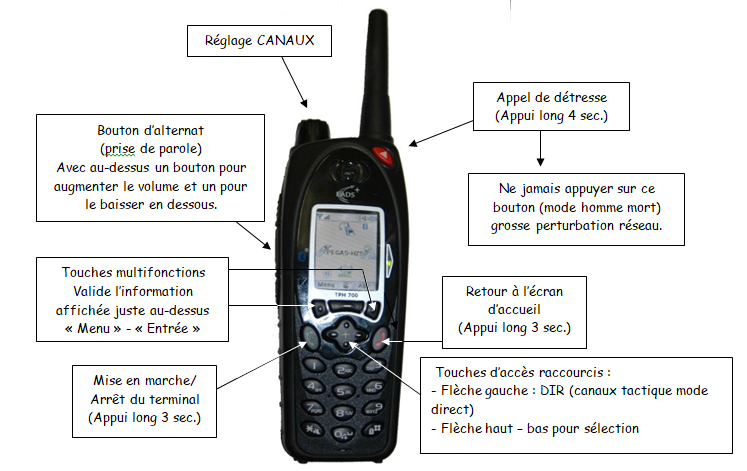 Réglage CANAUX
Appel de détresse
(Appui long 4 sec.)
Bouton d'alternat
(prise de parole)
Avec au-dessus un bouton pour
augmenter le volume et un pour
le baisser en dessous.
Ne jamais appuyer sur ce
bouton (mode homme mort)
grosse perturbation réseau.
EADS
Touches multifonctions
Valide l'information
affichée juste au-dessus
« Menu » - « Entrée »
Menu
TPH 700
Retour à l'écran
d'accueil
(Appui long 3 sec.)
Mise en marche/
Arrêt du terminal
(Appui long 3 sec.)
Touches d'accès raccourcis :
- Flèche gauche : DIR (canaux tactique mode
direct)
- Flèche haut – bas pour sélection